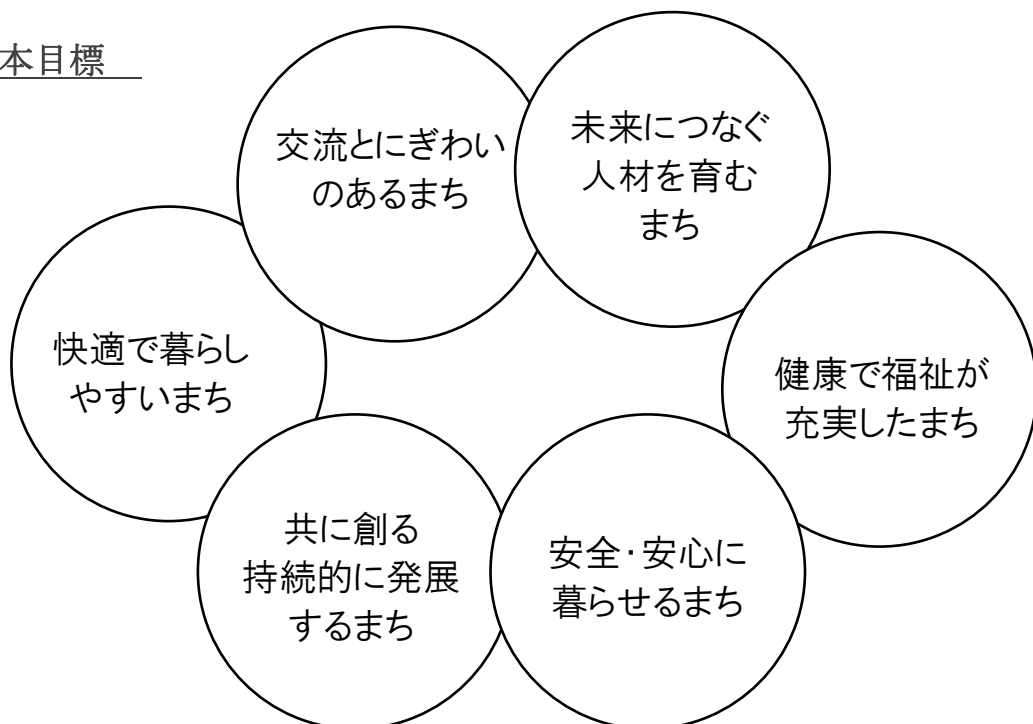 本目標
交流とにぎわい
のあるまち
未来につなぐ
人材を育む
まち
快適で暮らし
やすいまち
健康で福祉が
充実したまち
共に創る
持続的に発展
するまち
安全・安心に
暮らせるまち